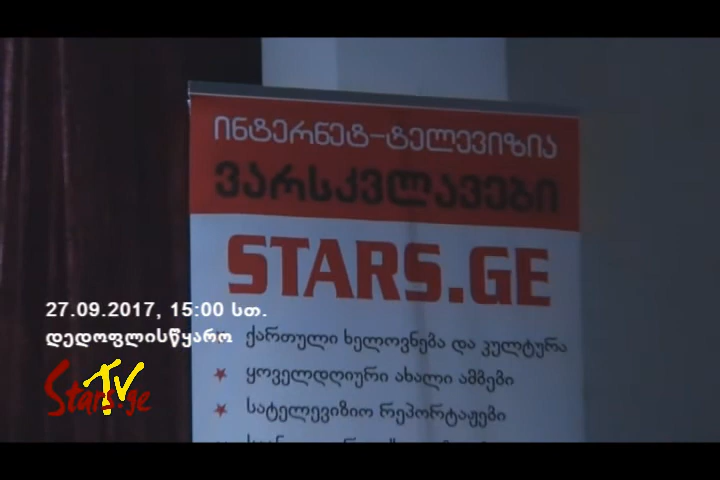 ინტერნეტ-ტელევიზია
ვარსკვლავები
STARS.GE
ქართული ხელოვნება და კულტურა
ყოველდღიური ახალი ამბები
სატელევიზიო რეპორტაჟები
27.09.2017, 15:00 სთ.
დედოფლისწყარო
Stars.ge
TV